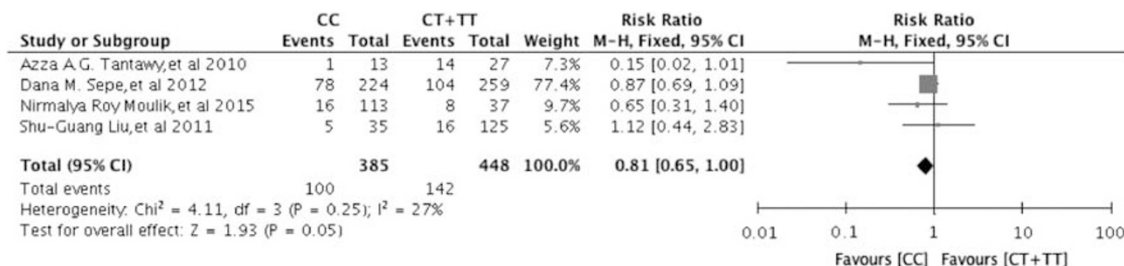 CC CT+TT Risk Ratio Risk Ratio
Study or Subgroup Events Total Events Total Weight M-H, Fixed, 95% CI M-H, Fixed, 95% CI
Azza A.G. Tantawy,et al 2010 1 13 14 27 7.3% 0.15 [0.02, 1.01]
Dana M. Sepe,et al 2012 78 224 104 259 77.4% 0.87 [0.69, 1.09]
Nirmalya Roy Moulik,et al 2015 16 113 8 37 9.7% 0.65 [0.31, 1.40]
Shu-Guang Liu,et al 2011 5 35 16 125 5.6% 1.12 [0.44, 2.83]
Total (95% CI) 385 448 100.0% 0.81 [0.65, 1.00]
Total events 100 142
Heterogeneity: Chi² = 4.11, df = 3 (P = 0.25); I² = 27%
Test for overall effect: Z = 1.93 (P = 0.05)
0.01 0.1 1 10 100
Favours [CC] Favours [CT+TT]